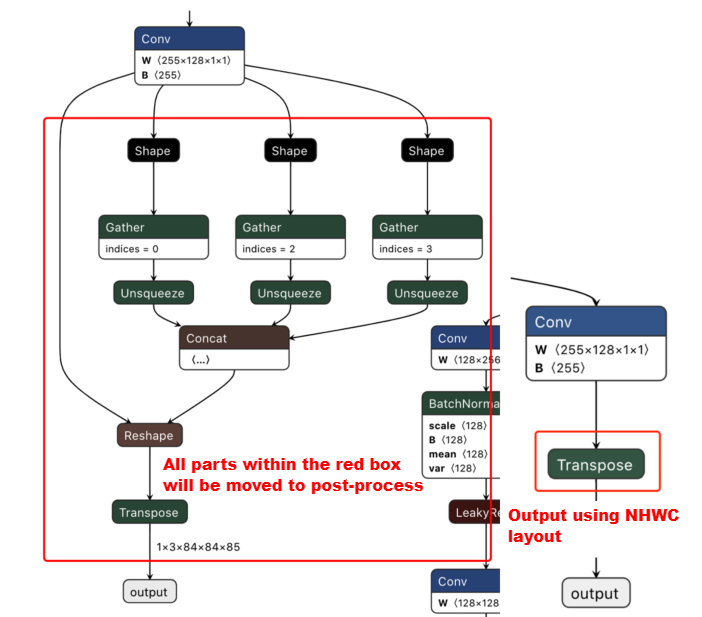 Conv
W ⟨255×128×1×1⟩
B ⟨255⟩
Shape
Shape
Shape
Gather
indices = 0
Gather
indices = 2
Gather
indices = 3
Unsqueeze
Unsqueeze
Unsqueeze
Concat
⟨...⟩
Reshape
All parts within the red box
will be moved to post-process
Transpose
1×3×84×84×85
output
Conv
W ⟨128×256
BatchNorma
scale ⟨128⟩
B ⟨128⟩
mean ⟨128⟩
var ⟨128⟩
LeakyRe
Conv
W ⟨128×128
Conv
W ⟨255×128×1×1⟩
B ⟨255⟩
Transpose
Output using NHWC
layout
output